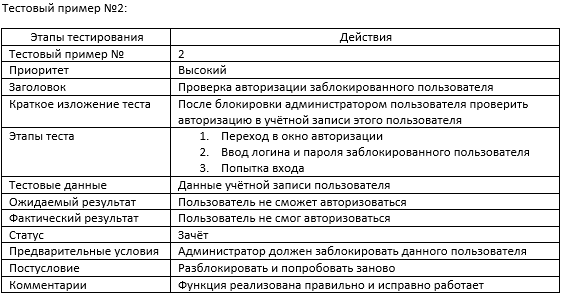 Тестовый пример №2:
Этапы тестирования Действия
Тестовый пример № 2
Приоритет Высокий
Заголовок Проверка авторизации заблокированного пользователя
Краткое изложение теста После блокировки администратором пользователя проверить
авторизацию в учётной записи этого пользователя
Этапы теста 1. Переход в окно авторизации
2. Ввод логина и пароля заблокированного пользователя
3. Попытка входа
Тестовые данные Данные учётной записи пользователя
Ожидаемый результат Пользователь не сможет авторизоваться
Фактический результат Пользователь не смог авторизоваться
Статус Зачёт
Предварительные условия Администратор должен заблокировать данного пользователя
Постусловие Разблокировать и попробовать заново
Комментарии Функция реализована правильно и исправно работает